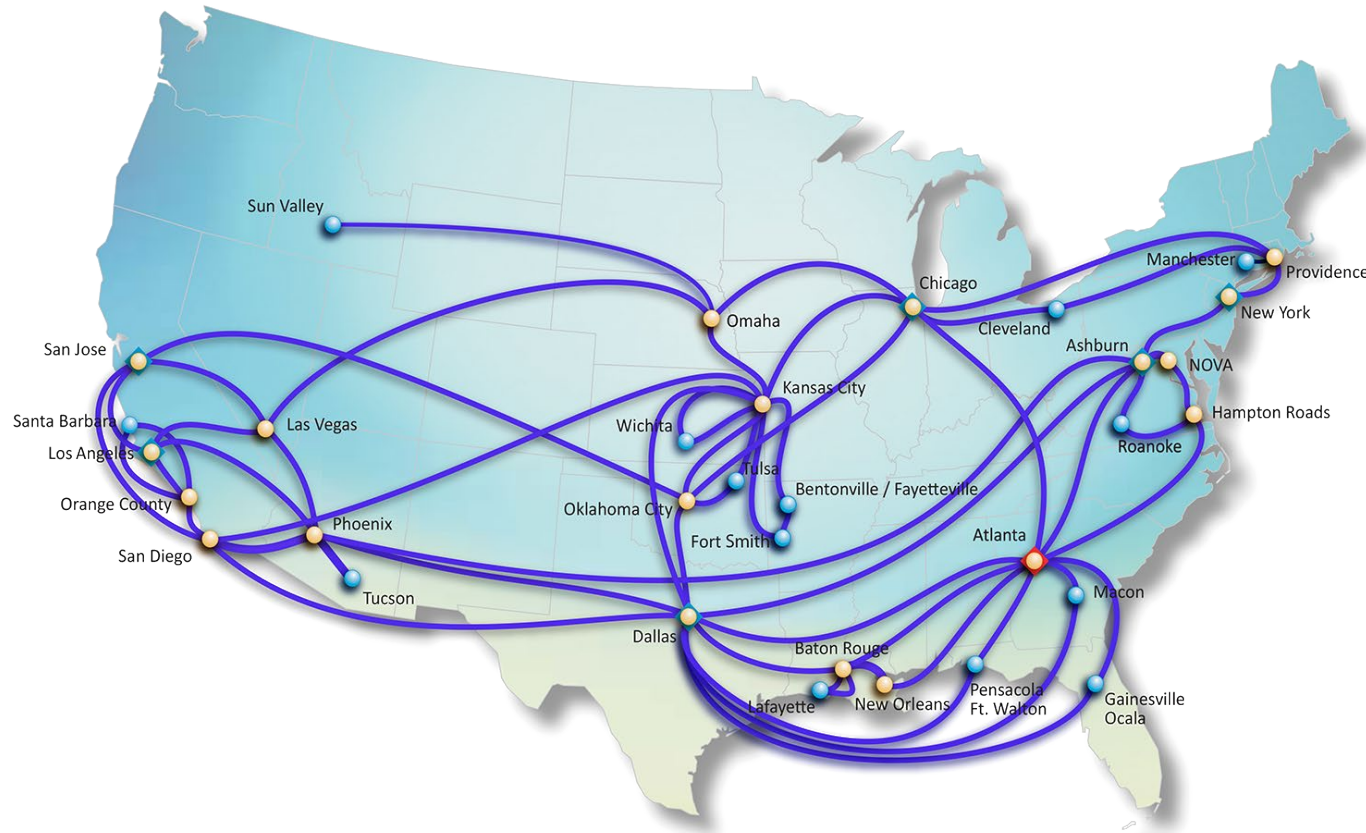 Sun Valley
Chicago
Manchester
Providence
Omaha
Cleveland
New York
San Jose
Ashburn
NOVA
Kansas City
Hampton Roads
Santa Barbara
Las Vegas
Wichita
Roanoke
Los Angeles
Tulsa
Bentonville / Fayetteville
Orange County
Oklahoma City
Phoenix
Fort Smith
Atlanta
San Diego
Tucson
Macon
Dallas
Baton Rouge
Lafayette
New Orleans
Pensacola
Ft. Walton
Gainesville
Ocala